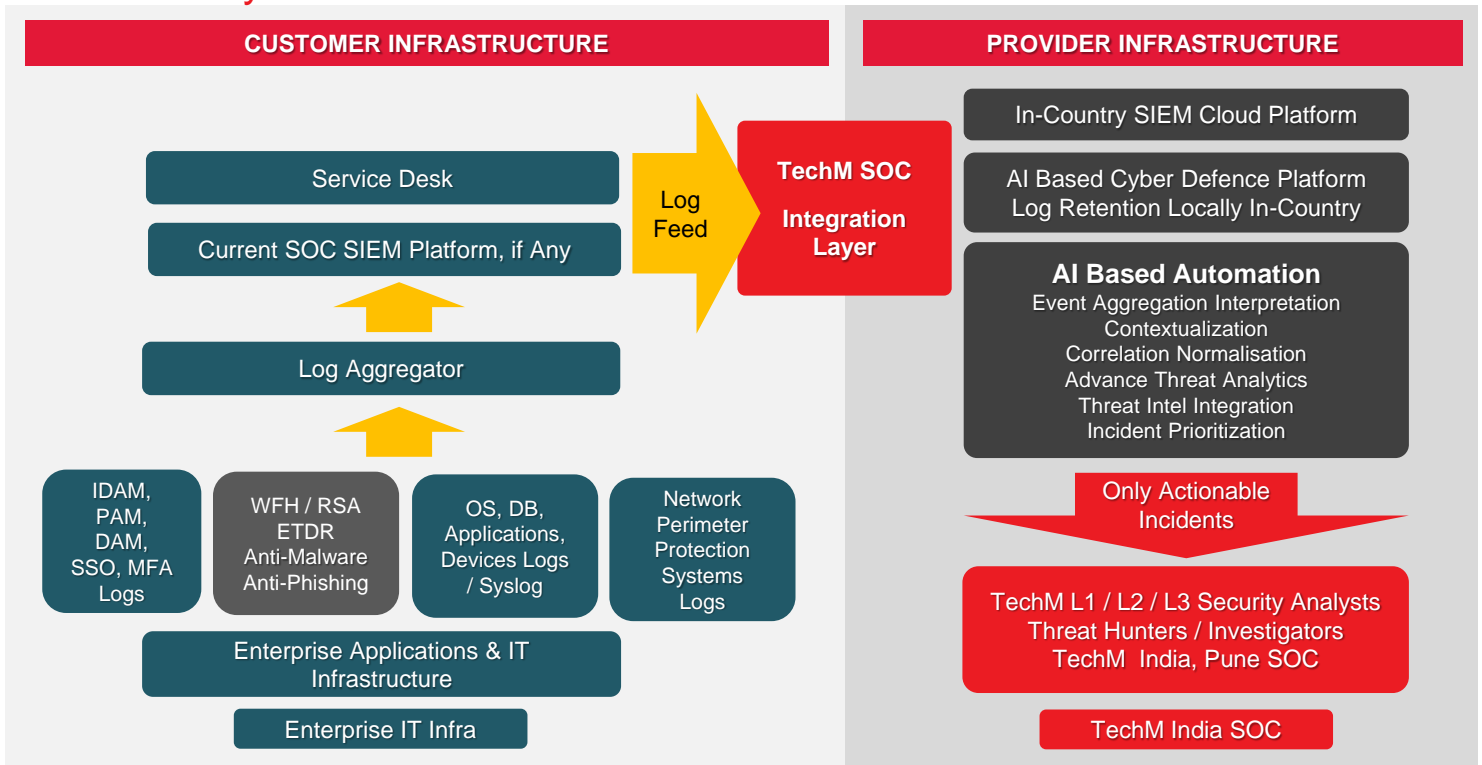 CUSTOMER INFRASTRUCTURE
Service Desk
Current SOC SIEM Platform, if Any
Log Aggregator
IDAM,
PAM,
DAM,
SSO, MFA
Logs
WFH / RSA
ETDR
Anti-Malware
Anti-Phishing
OS, DB,
Applications,
Devices Logs
/ Syslog
Network
Perimeter
Protection
Systems
Logs
Enterprise Applications & IT
Infrastructure
Enterprise IT Infra
Log
Feed
TechM SOC
Integration
Layer
PROVIDER INFRASTRUCTURE
In-Country SIEM Cloud Platform
AI Based Cyber Defence Platform
Log Retention Locally In-Country
AI Based Automation
Event Aggregation Interpretation
Contextualization
Correlation Normalisation
Advance Threat Analytics
Threat Intel Integration
Incident Prioritization
Only Actionable
Incidents
TechM L1 / L2 / L3 Security Analysts
Threat Hunters / Investigators
TechM India, Pune SOC
TechM India SOC